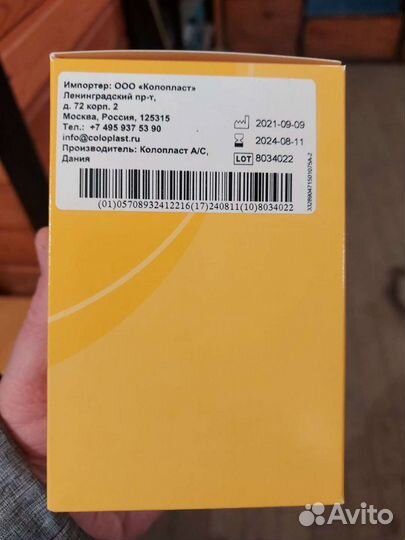 Импортер: ООО «Колопласт»
Ленинградский пр-т,
д. 72 корп. 2
Москва, Россия, 125315
Тел.: +7 495 937 53 90
info@coloplast.ru
Производитель: Колопласт А/С,
Дания
2021-09-09
2024-08-11
LOT 8034022
(01)05708932412216(17)240811(10)8034022
Avito